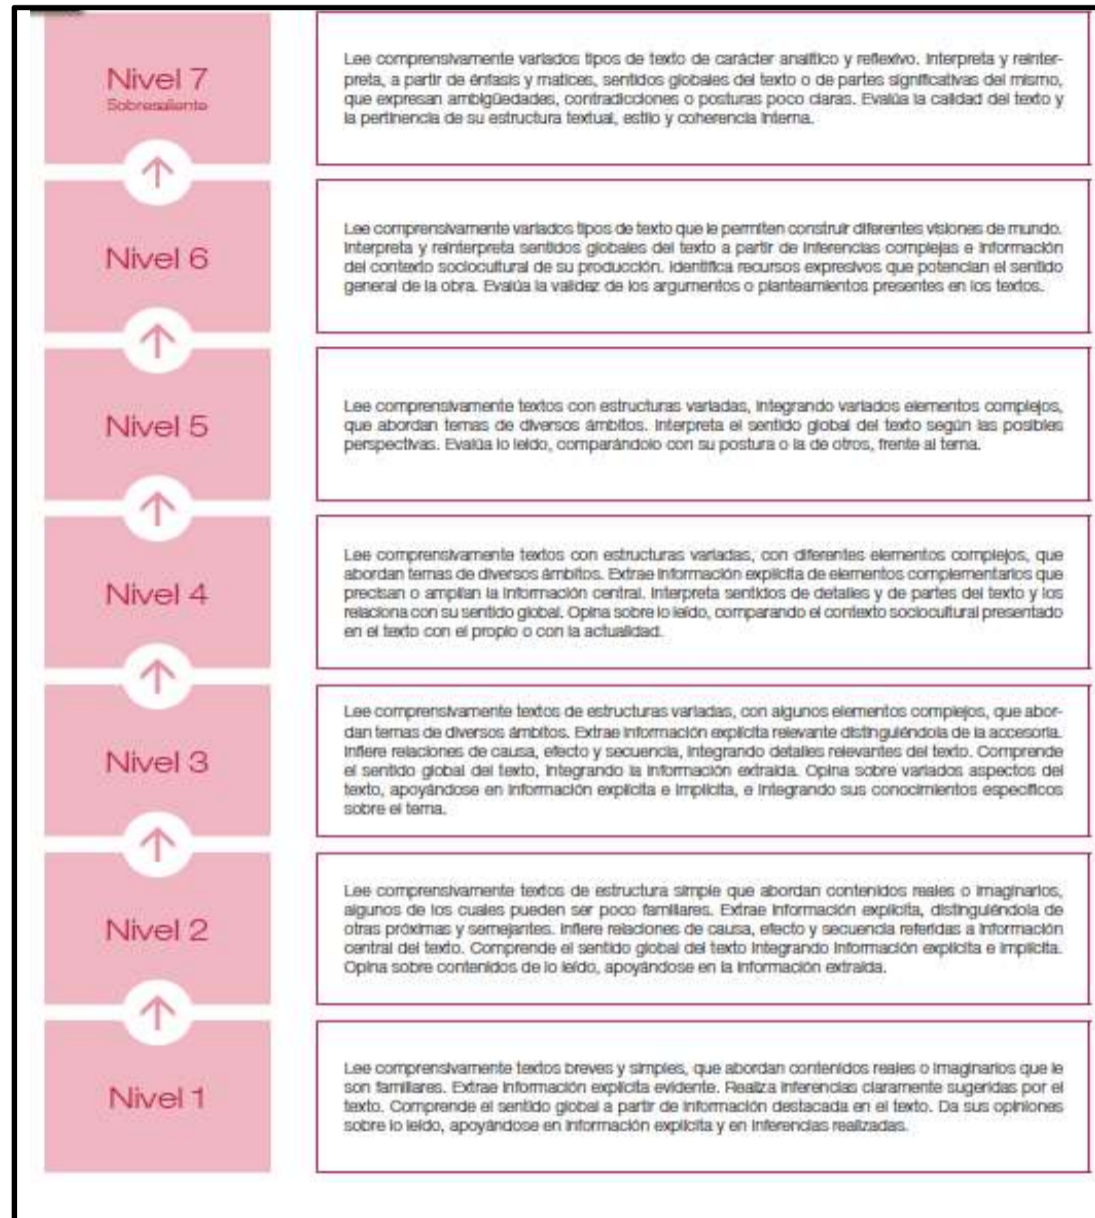 Nivel 7
Sobresaliente
Lee comprensivamente variados tipos de texto de carácter analítico y reflexivo. Interpreta y reinter-
preta, a partir de énfasis y matices, sentidos globales del texto o de partes significativas del mismo,
que expresan ambigüedades, contradicciones o posturas poco claras. Evalúa la calidad del texto y
la pertinencia de su estructura textual, estilo y coherencia interna.
Nivel 6
Lee comprensivamente variados tipos de texto que le permiten construir diferentes visiones de mundo.
Interpreta y reinterpreta sentidos globales del texto a partir de inferencias complejas e información
del contexto sociocultural de su producción. Identifica recursos expresivos que potencian el sentido
general de la obra. Evalúa la validez de los argumentos o planteamientos presentes en los textos.
Nivel 5
Lee comprensivamente textos con estructuras variadas, integrando variados elementos complejos,
que abordan temas de diversos ámbitos. Interpreta el sentido global del texto según las posibles
perspectivas. Evalúa lo leído, comparándolo con su postura o la de otros, frente al tema.
Nivel 4
Lee comprensivamente textos con estructuras variadas, con diferentes elementos complejos, que
abordan temas de diversos ámbitos. Extrae información explícita de elementos complementarios que
precisan o amplían la información central. Interpreta sentidos de detalles y de partes del texto y los
relaciona con su sentido global. Opina sobre lo leído, comparando el contexto sociocultural presentado
en el texto con el propio o con la actualidad.
Nivel 3
Lee comprensivamente textos de estructuras variadas, con algunos elementos complejos, que abor-
dan temas de diversos ámbitos. Extrae información explícita relevante distinguiéndola de la accesoria.
Infiere relaciones de causa, efecto y secuencia, integrando detalles relevantes del texto. Comprende
el sentido global del texto, integrando la información extraída. Opina sobre variados aspectos del
texto, apoyándose en información explícita e implícita, e integrando sus conocimientos específicos
sobre el tema.
Nivel 2
Lee comprensivamente textos de estructura simple que abordan contenidos reales o imaginarios,
algunos de los cuales pueden ser poco familiares. Extrae información explícita, distinguiéndola de
otras próximas y semejantes. Infiere relaciones de causa, efecto y secuencia referidas a información
central del texto. Comprende el sentido global del texto integrando información explícita e implícita.
Opina sobre contenidos de lo leído, apoyándose en la información extraída.
Nivel 1
Lee comprensivamente textos breves y simples, que abordan contenidos reales o imaginarios que le
son familiares. Extrae información explícita evidente. Realiza inferencias claramente sugeridas por el
texto. Comprende el sentido global a partir de información destacada en el texto. Da sus opiniones
sobre lo leído, apoyándose en información explícita y en inferencias realizadas.